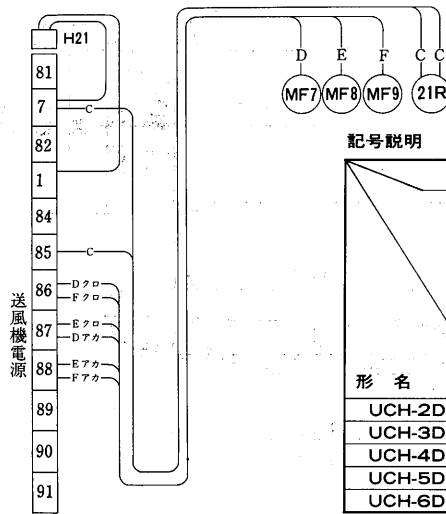 H21
81
7
C
82
1
84
85
C
86
Dクロ
Fクロ
87
Eクロ
Dアカ
88
Eアカ
Fアカ
89
90
91
送風機電源
D E F C C
MF7 MF8 MF9 21R
記号説明
形 名
UCH-2D
UCH-3D
UCH-4D
UCH-5D
UCH-6D